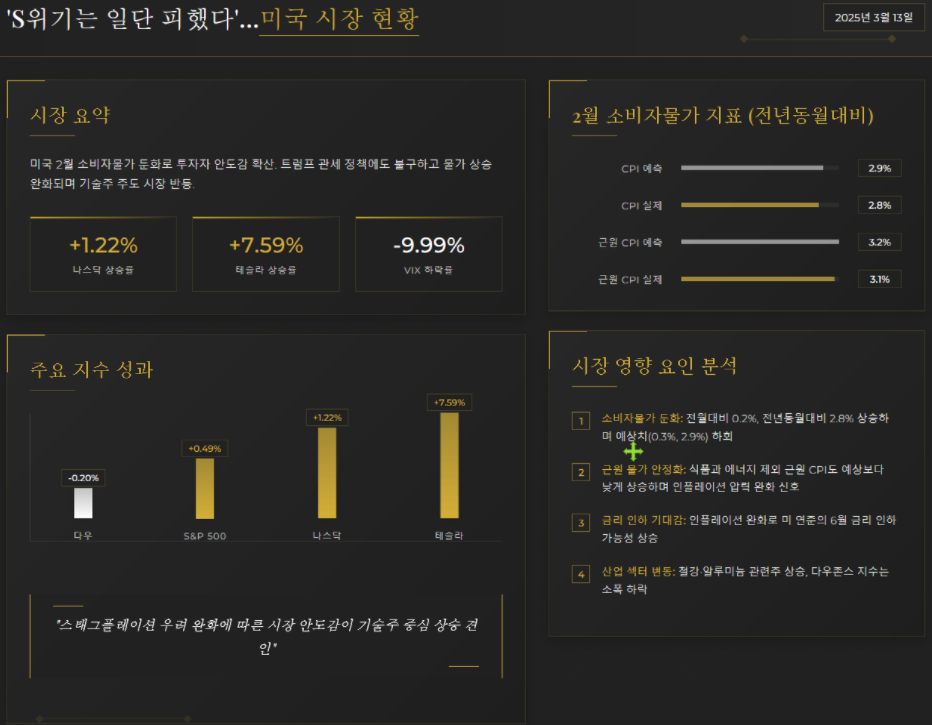 'S위기는 일단 피했다'...미국 시장 현황
2025년 3월 13일
시장 요약
미국 2월 소비자물가 둔화로 투자자 안도감 확산. 트럼프 관세 정책에도 불구하고 물가 상승
완화되며 기술주 주도 시장 반등.
+1.22%
나스닥 상승률
+7.59%
테슬라 상승률
-9.99%
VIX 하락률
2월 소비자물가 지표 (전년동월대비)
CPI 예측
2.9%
CPI 실제
2.8%
근원 CPI 예측
3.2%
근원 CPI 실제
3.1%
주요 지수 성과
-0.20%
다우
+0.49%
S&P 500
+1.22%
나스닥
+7.59%
테슬라
"스태그플레이션 우려 완화에 따른 시장 안도감이 기술주 중심 상승 견
인"
시장 영향 요인 분석
1
소비자물가 둔화: 전월대비 0.2%, 전년동월대비 2.8% 상승하
며 예상치(0.3%, 2.9%) 하회
2
근원 물가 안정화: 식품과 에너지 제외 근원 CPI도 예상보다
낮게 상승하며 인플레이션 압력 완화 신호
3
금리 인하 기대감: 인플레이션 완화로 미 연준의 6월 금리 인하
가능성 상승
4
산업 섹터 변동: 철강·알루미늄 관련주 상승, 다우존스 지수는
소폭 하락